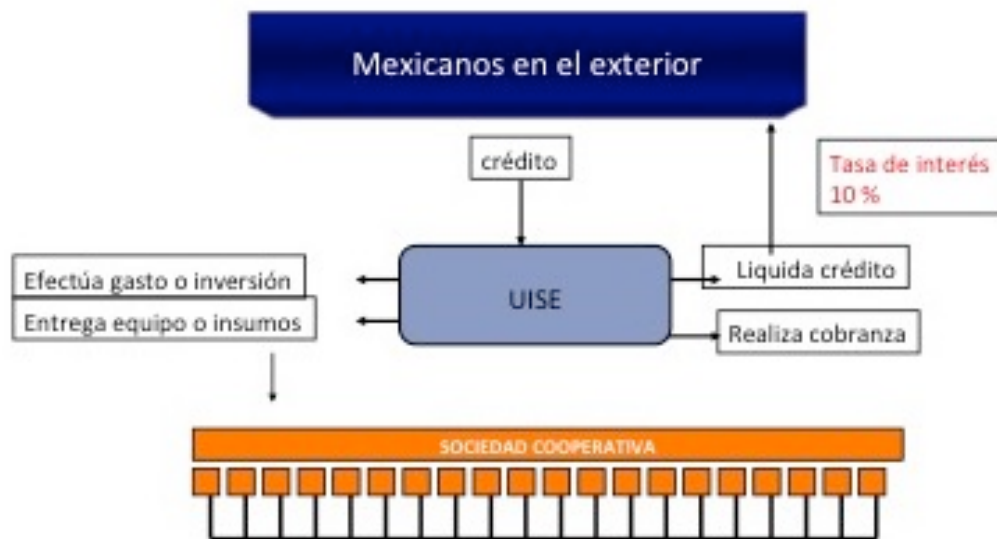 Mexicanos en el exterior
crédito
Tasa de interés
10 %
Efectúa gasto o inversión
Liquida crédito
UISE
Entrega equipo o insumos
Realiza cobranza
SOCIEDAD COOPERATIVA